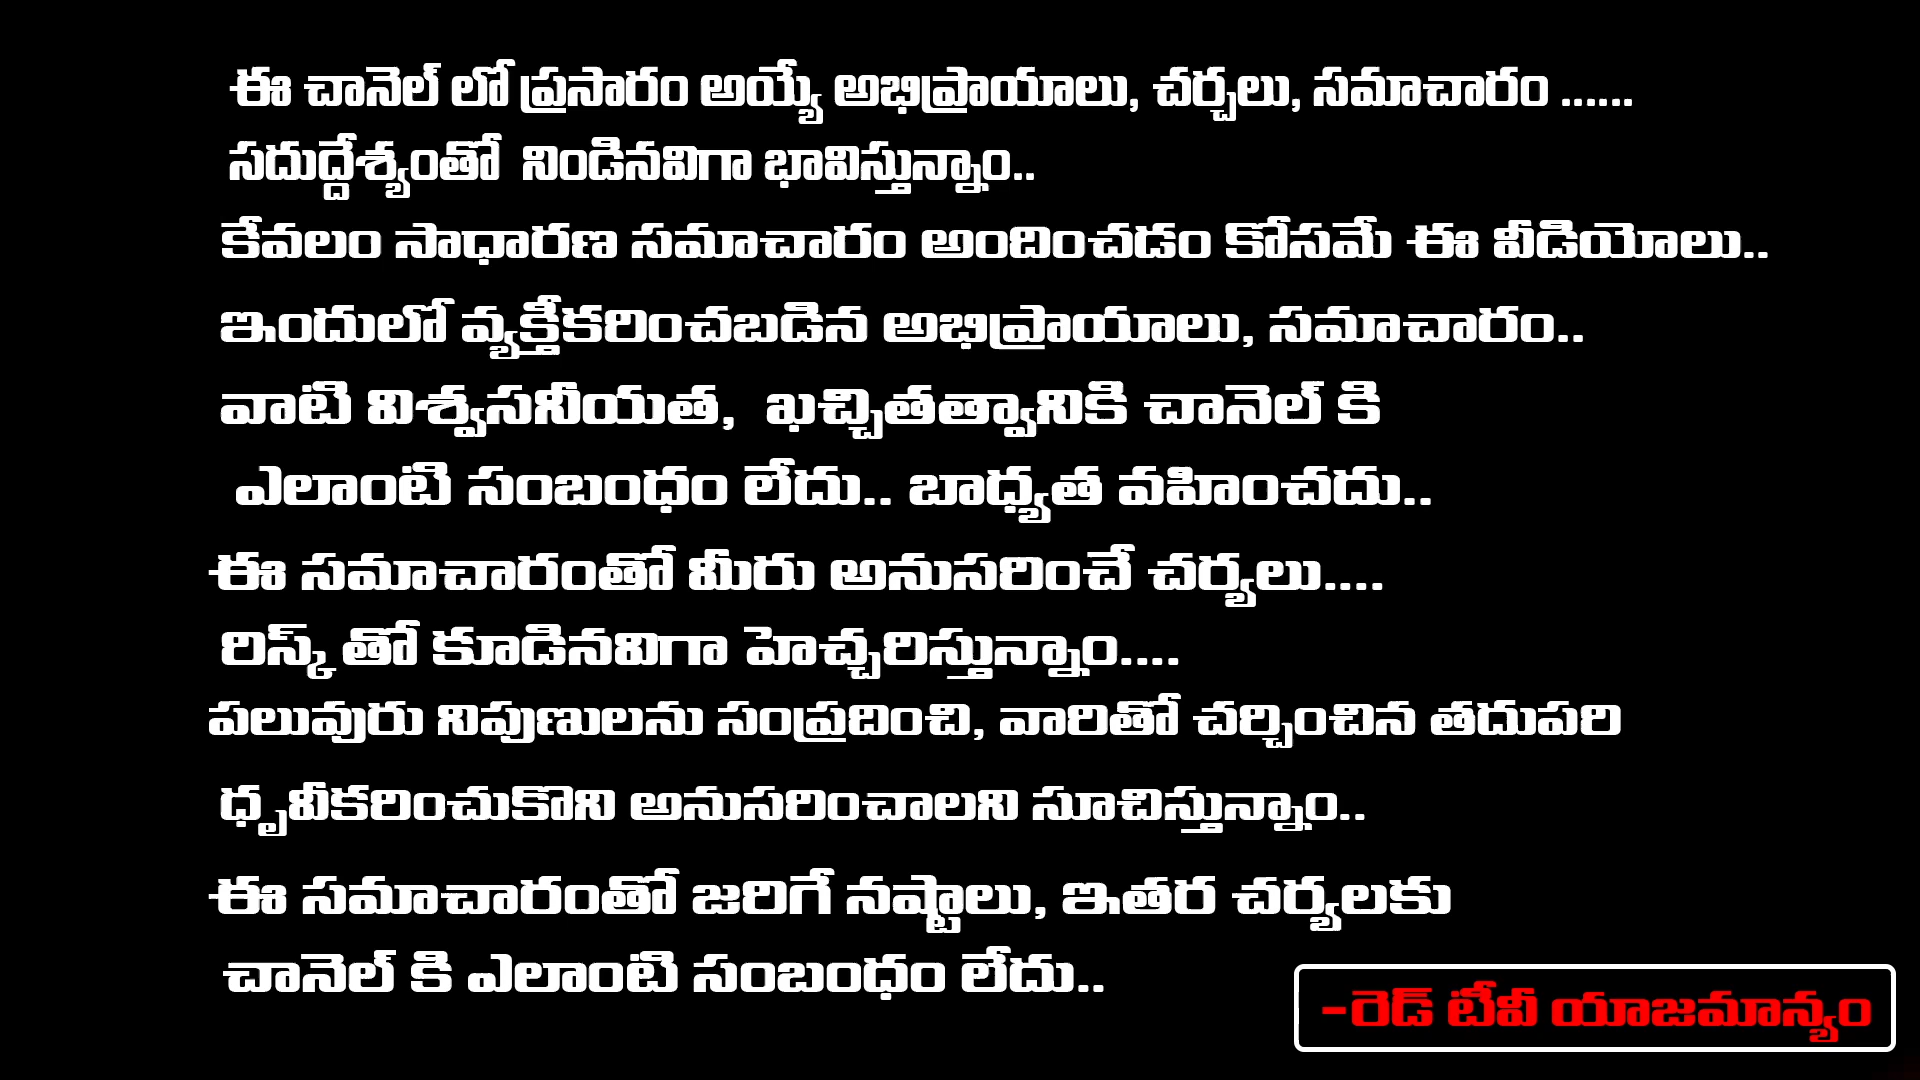 ఈ చానెల్ లో ప్రసారం అయ్యే అభిప్రాయాలు, చర్చలు, సమాచారం ......
సదుద్దేశ్యంతో నిండినవిగా భావిస్తున్నాం..
కేవలం సాధారణ సమాచారం అందించడం కోసమే ఈ వీడియోలు..
ఇందులో వ్యక్తీకరించబడిన అభిప్రాయాలు, సమాచారం..
వాటి విశ్వసనీయత, ఖచ్చితత్వానికి చానెల్ కి
ఎలాంటి సంబంధం లేదు.. బాధ్యత వహించదు..
ఈ సమాచారంతో మీరు అనుసరించే చర్యలు....
రిస్క్ తో కూడినవిగా హెచ్చరిస్తున్నాం....
పలువురు నిపుణులను సంప్రదించి, వారితో చర్చించిన తదుపరి
ధృవీకరించుకొని అనుసరించాలని సూచిస్తున్నాం..
ఈ సమాచారంతో జరిగే నష్టాలు, ఇతర చర్యలకు
చానెల్ కి ఎలాంటి సంబంధం లేదు..
-రెడ్ టీవీ యాజమాన్యం